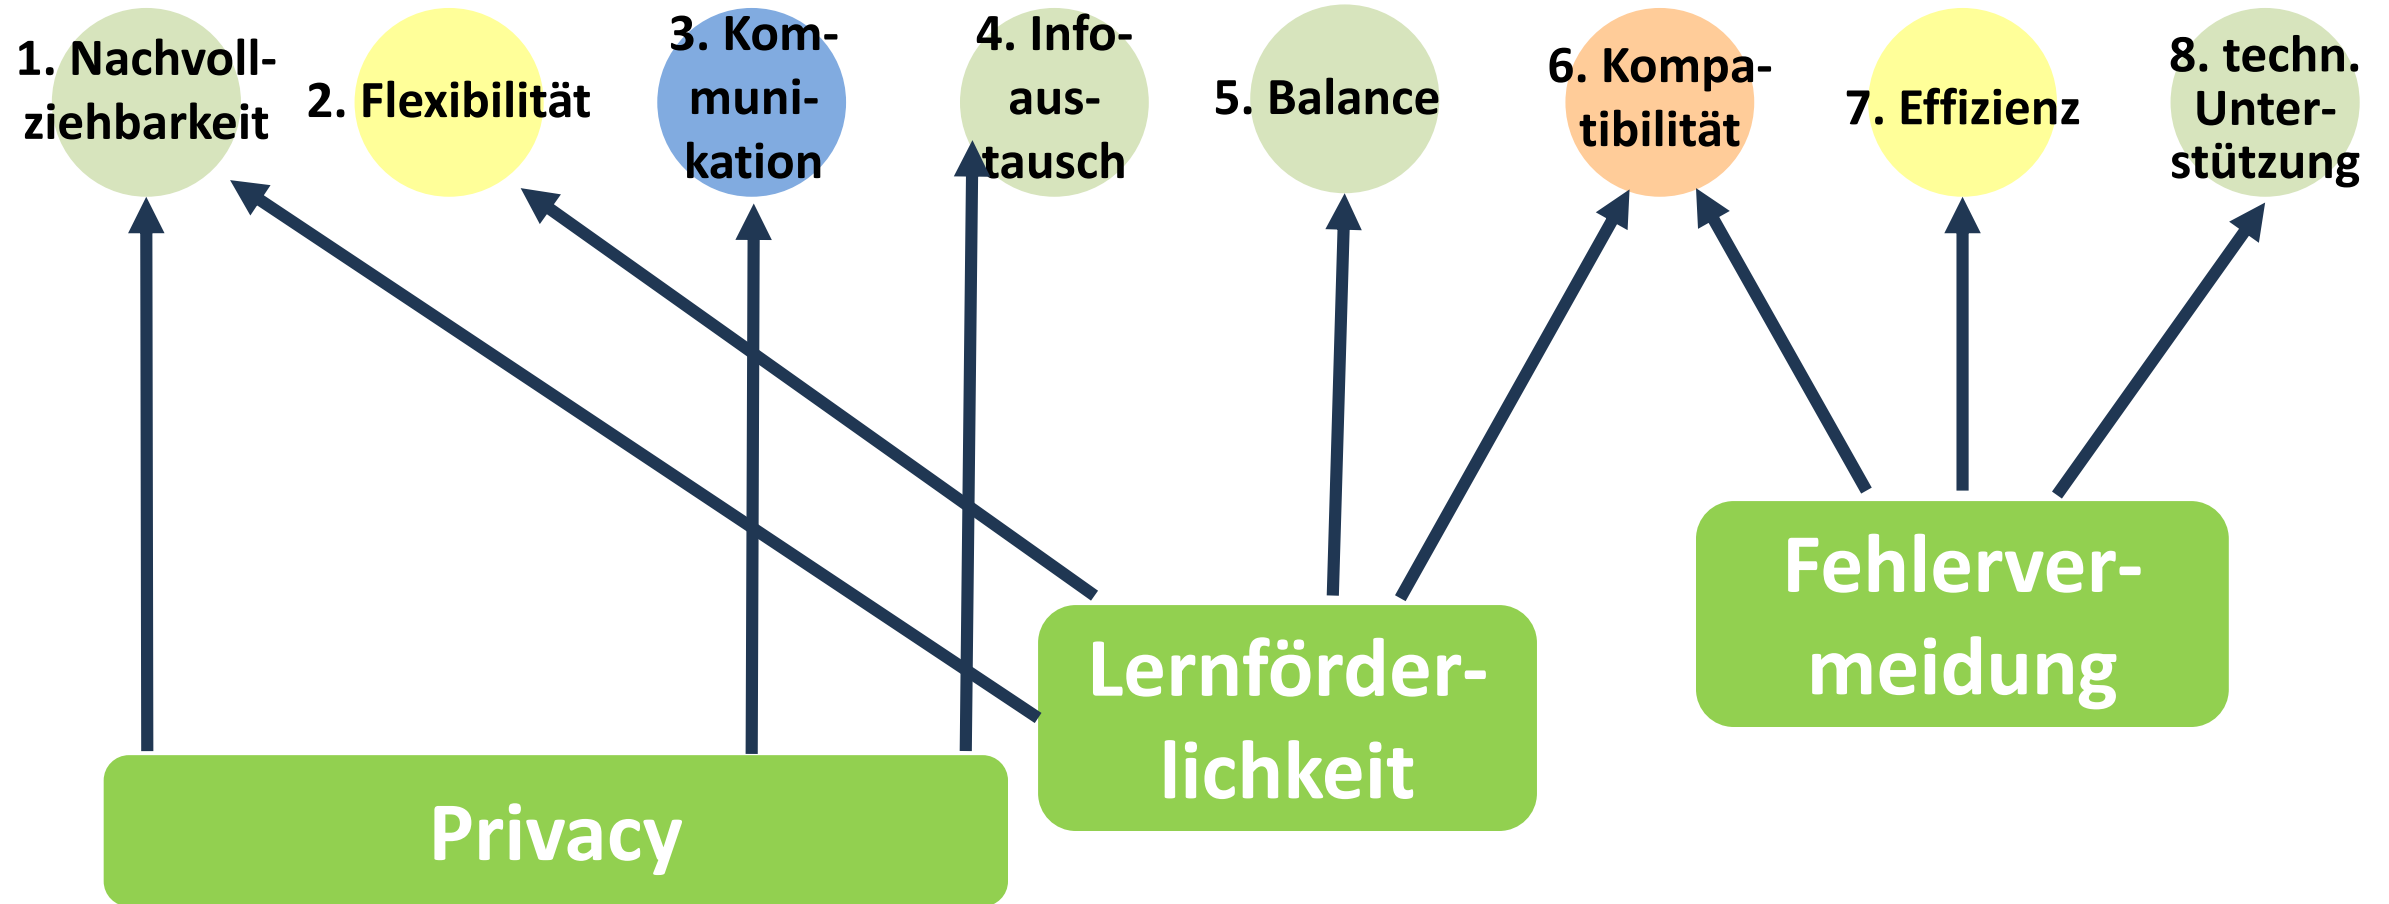 1. Nachvoll-
ziehbarkeit
2. Flexibilität
3. Kom-
muni-
kation
4. Info-
aus-
tausch
5. Balance
6. Kompa-
tibilität
7. Effizienz
8. techn.
Unter-
stützung
Fehlerver-
meidung
Lernförder-
lichkeit
Privacy